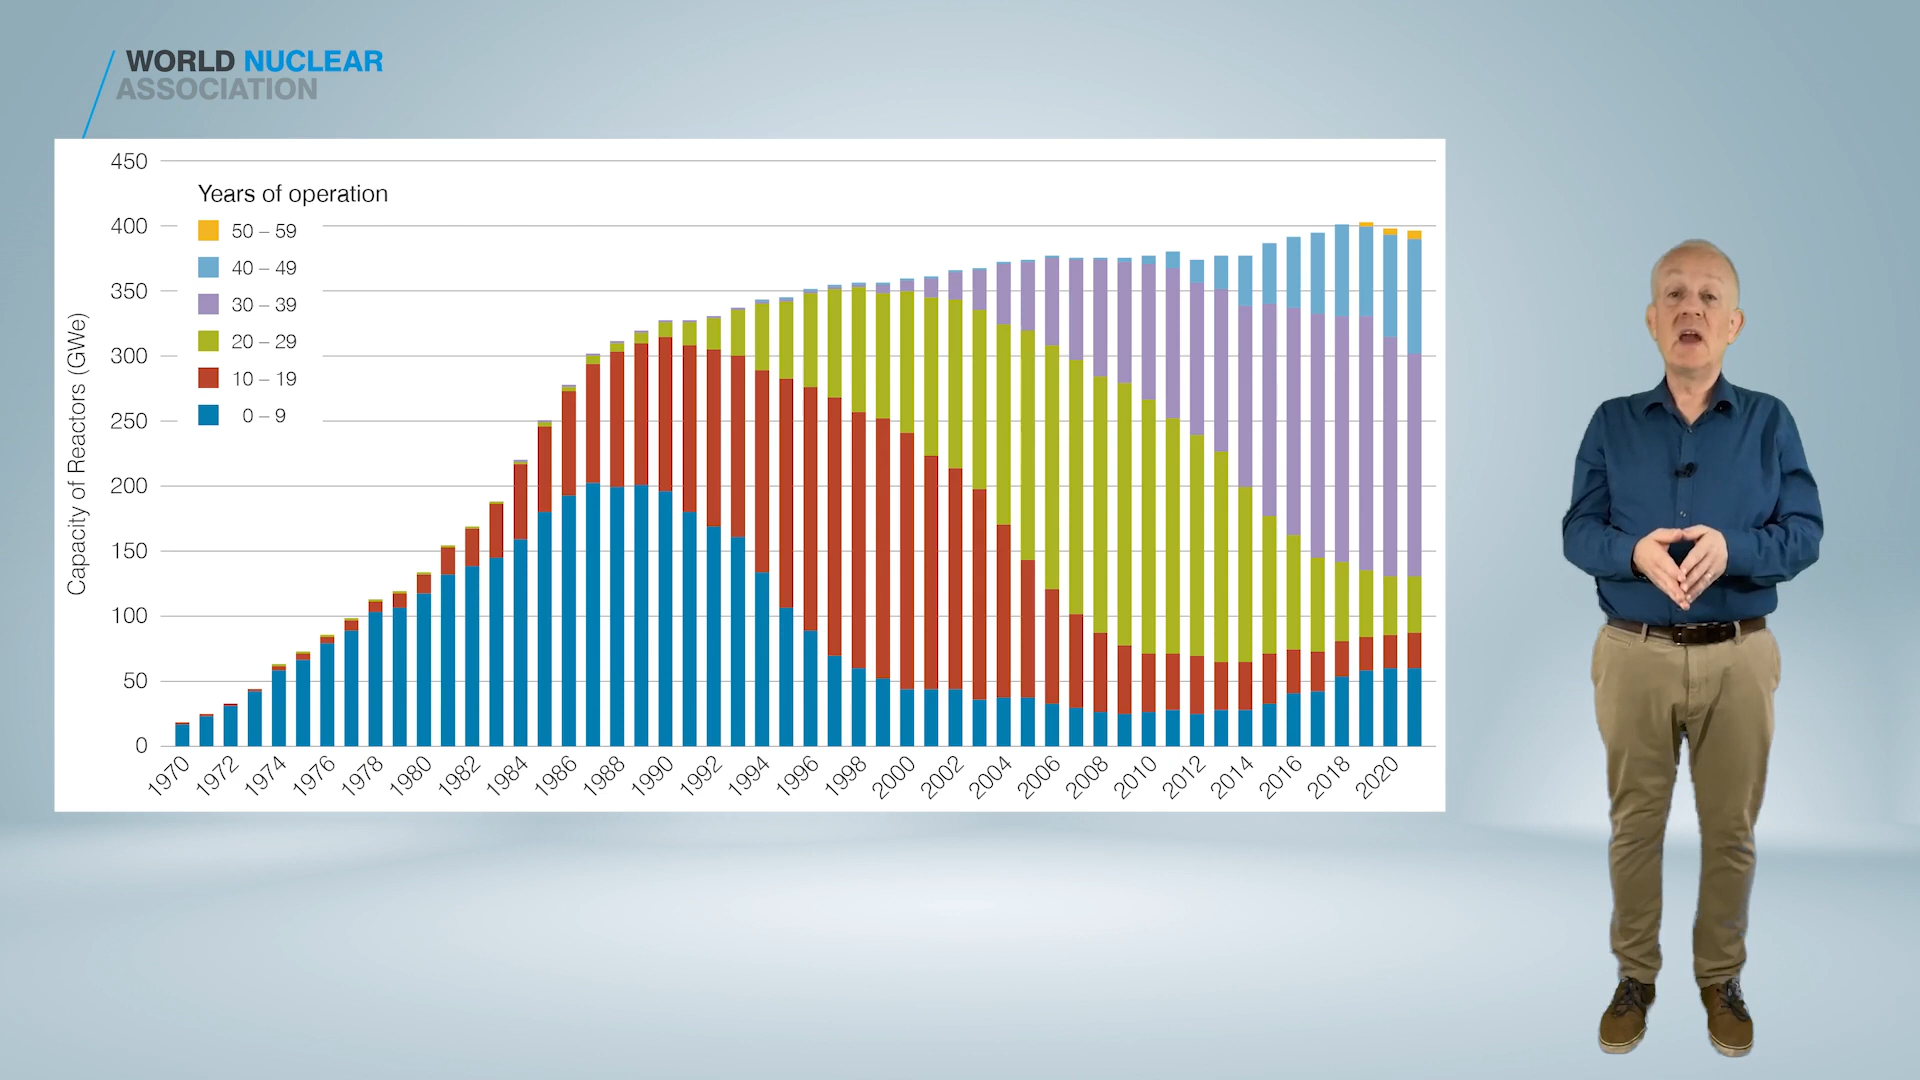 WORLD NUCLEAR
ASSOCIATION
Capacity of Reactors (GWe)
450
400
350
300
250
200
150
100
50
0
Years of operation
50 – 59
40 – 49
30 – 39
20 – 29
10 – 19
0 – 9
1970 1972 1974 1976 1978 1980 1982 1984 1986 1988 1990 1992 1994 1996 1998 2000 2002 2004 2006 2008 2010 2012 2014 2016 2018 2020